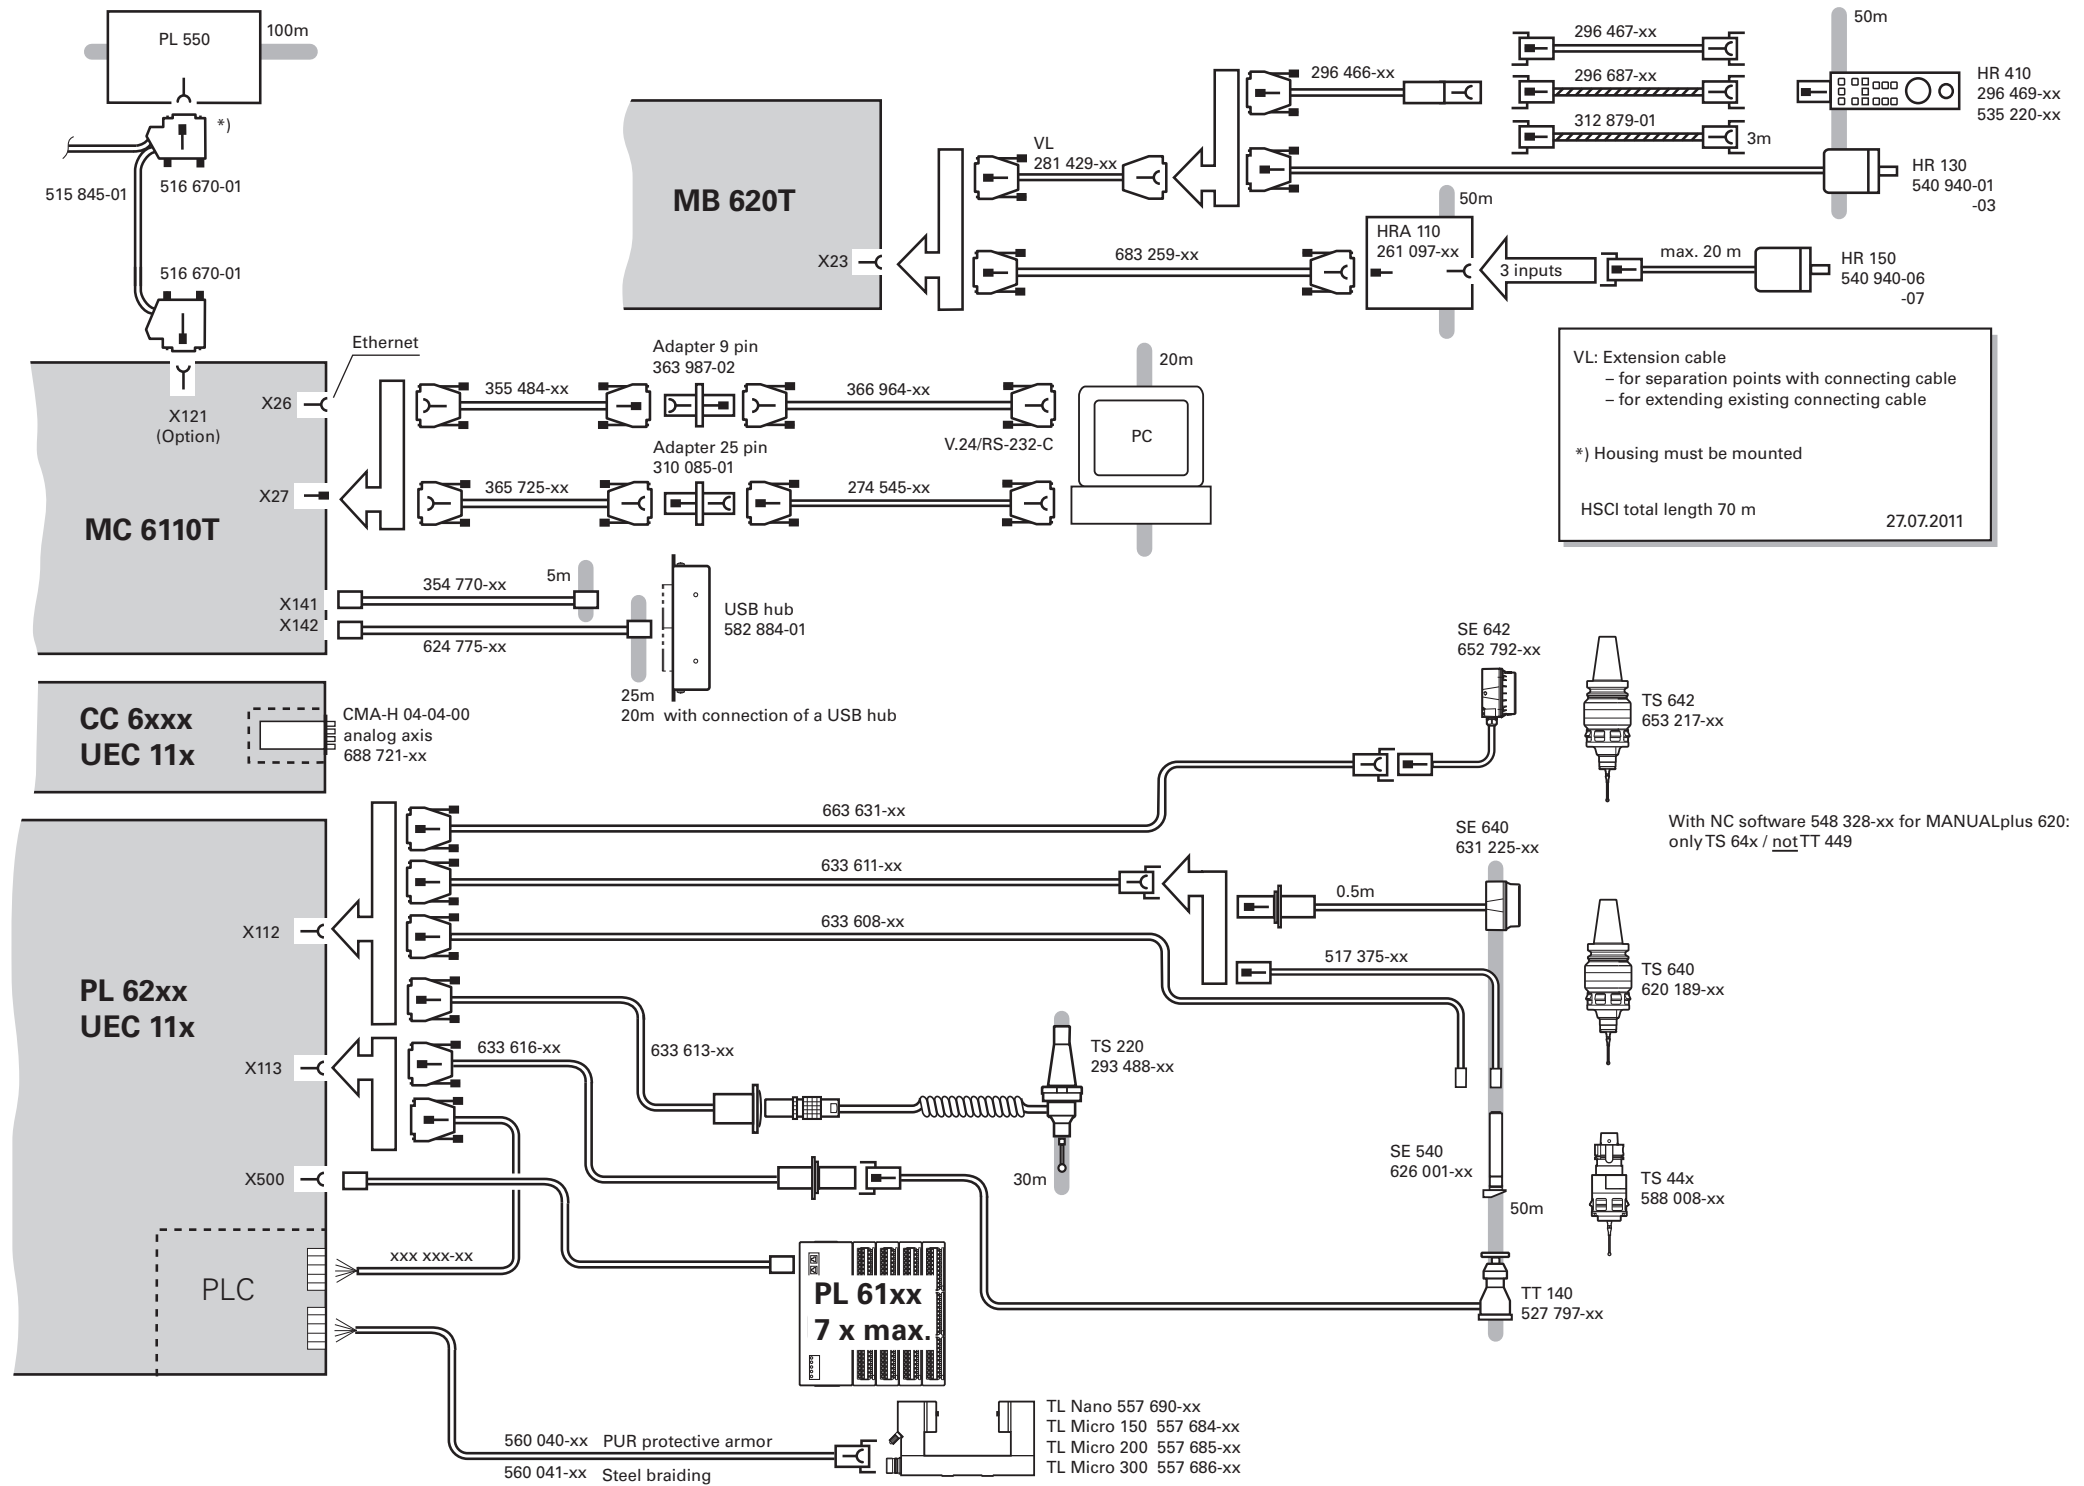 PL 550
100m
*)
516 670-01
515 845-01
516 670-01
X121
(Option)
Ethernet
X26
X27
MC 6110T
X141
X142
MB 620T
X23
VL
281 429-xx
296 466-xx
296 467-xx
296 687-xx
312 879-01
3m
50m
HR 410
296 469-xx
535 220-xx
HR 130
540 940-01
-03
683 259-xx
50m
HRA 110
261 097-xx
3 inputs
max. 20 m
HR 150
540 940-06
-07
355 484-xx
Adapter 9 pin
363 987-02
366 964-xx
20m
V.24/RS-232-C
PC
365 725-xx
Adapter 25 pin
310 085-01
274 545-xx
VL: Extension cable
– for separation points with connecting cable
– for extending existing connecting cable
*) Housing must be mounted
HSCI total length 70 m
27.07.2011
354 770-xx
5m
624 775-xx
USB hub
582 884-01
25m
20m with connection of a USB hub
CC 6xxx
UEC 11x
CMA-H 04-04-00
analog axis
688 721-xx
SE 642
652 792-xx
TS 642
653 217-xx
With NC software 548 328-xx for MANUALplus 620:
only TS 64x / not TT 449
PL 62xx
UEC 11x
X112
X113
X500
PLC
663 631-xx
633 611-xx
633 608-xx
SE 640
631 225-xx
0.5m
517 375-xx
TS 640
620 189-xx
633 616-xx
633 613-xx
TS 220
293 488-xx
30m
SE 540
626 001-xx
50m
TS 44x
588 008-xx
xxx xxx-xx
PL 61xx
7 x max.
TT 140
527 797-xx
560 040-xx PUR protective armor
560 041-xx Steel braiding
TL Nano 557 690-xx
TL Micro 150 557 684-xx
TL Micro 200 557 685-xx
TL Micro 300 557 686-xx